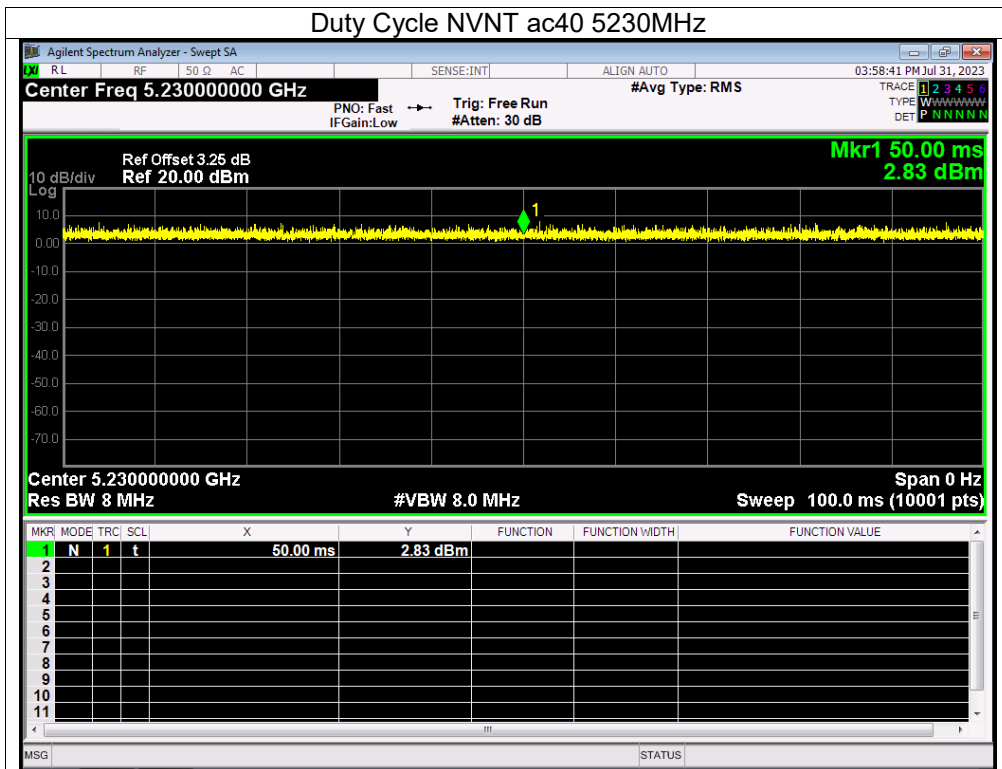 Duty Cycle NVNT ac40 5230MHz
Agilent Spectrum Analyzer - Swept SA
LXI RL RF 50 Ω AC SENSE:INT ALIGN AUTO 03:58:41 PM Jul 31, 2023
Center Freq 5.230000000 GHz #Avg Type: RMS TRACE 1 2 3 4 5 6
PNO: Fast Trig: Free Run TYPE WWWWWW
IFGain:Low #Atten: 30 dB DET P N N N N N
Mkr1 50.00 ms
Ref Offset 3.25 dB
10 dB/div Ref 20.00 dBm 2.83 dBm
Log
10.0
1
0.00
-10.0
-20.0
-30.0
-40.0
-50.0
-60.0
-70.0
Center 5.230000000 GHz Span 0 Hz
Res BW 8 MHz #VBW 8.0 MHz Sweep 100.0 ms (10001 pts)
MKR MODE TRC SCL X Y FUNCTION FUNCTION WIDTH FUNCTION VALUE
1 N 1 t 50.00 ms 2.83 dBm
2
3
4
5
6
7
8
9
10
11
MSG STATUS